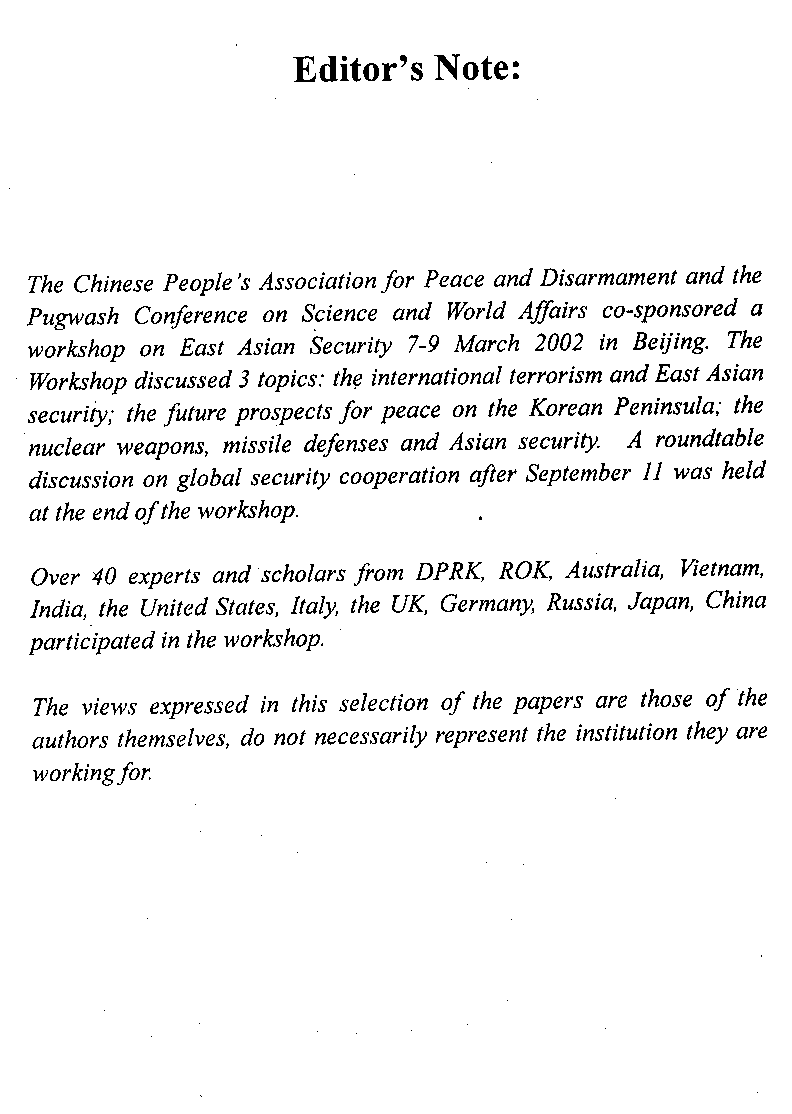 Editor's Note:
The Chinese People's Association for Peace and Disarmament and the
Pugwash Conference on Science and World Affairs co-sponsored a
workshop on East Asian Security 7-9 March 2002 in Beijing. The
Workshop discussed 3 topics: the international terrorism and East Asian
security; the future prospects for peace on the Korean Peninsula; the
nuclear weapons, missile defenses and Asian security. A roundtable
discussion on global security cooperation after September 11 was held
at the end of the workshop.
Over 40 experts and scholars from DPRK, ROK, Australia, Vietnam,
India, the United States, Italy, the UK, Germany, Russia, Japan, China
participated in the workshop.
The views expressed in this selection of the papers are those of the
authors themselves, do not necessarily represent the institution they are
working for.